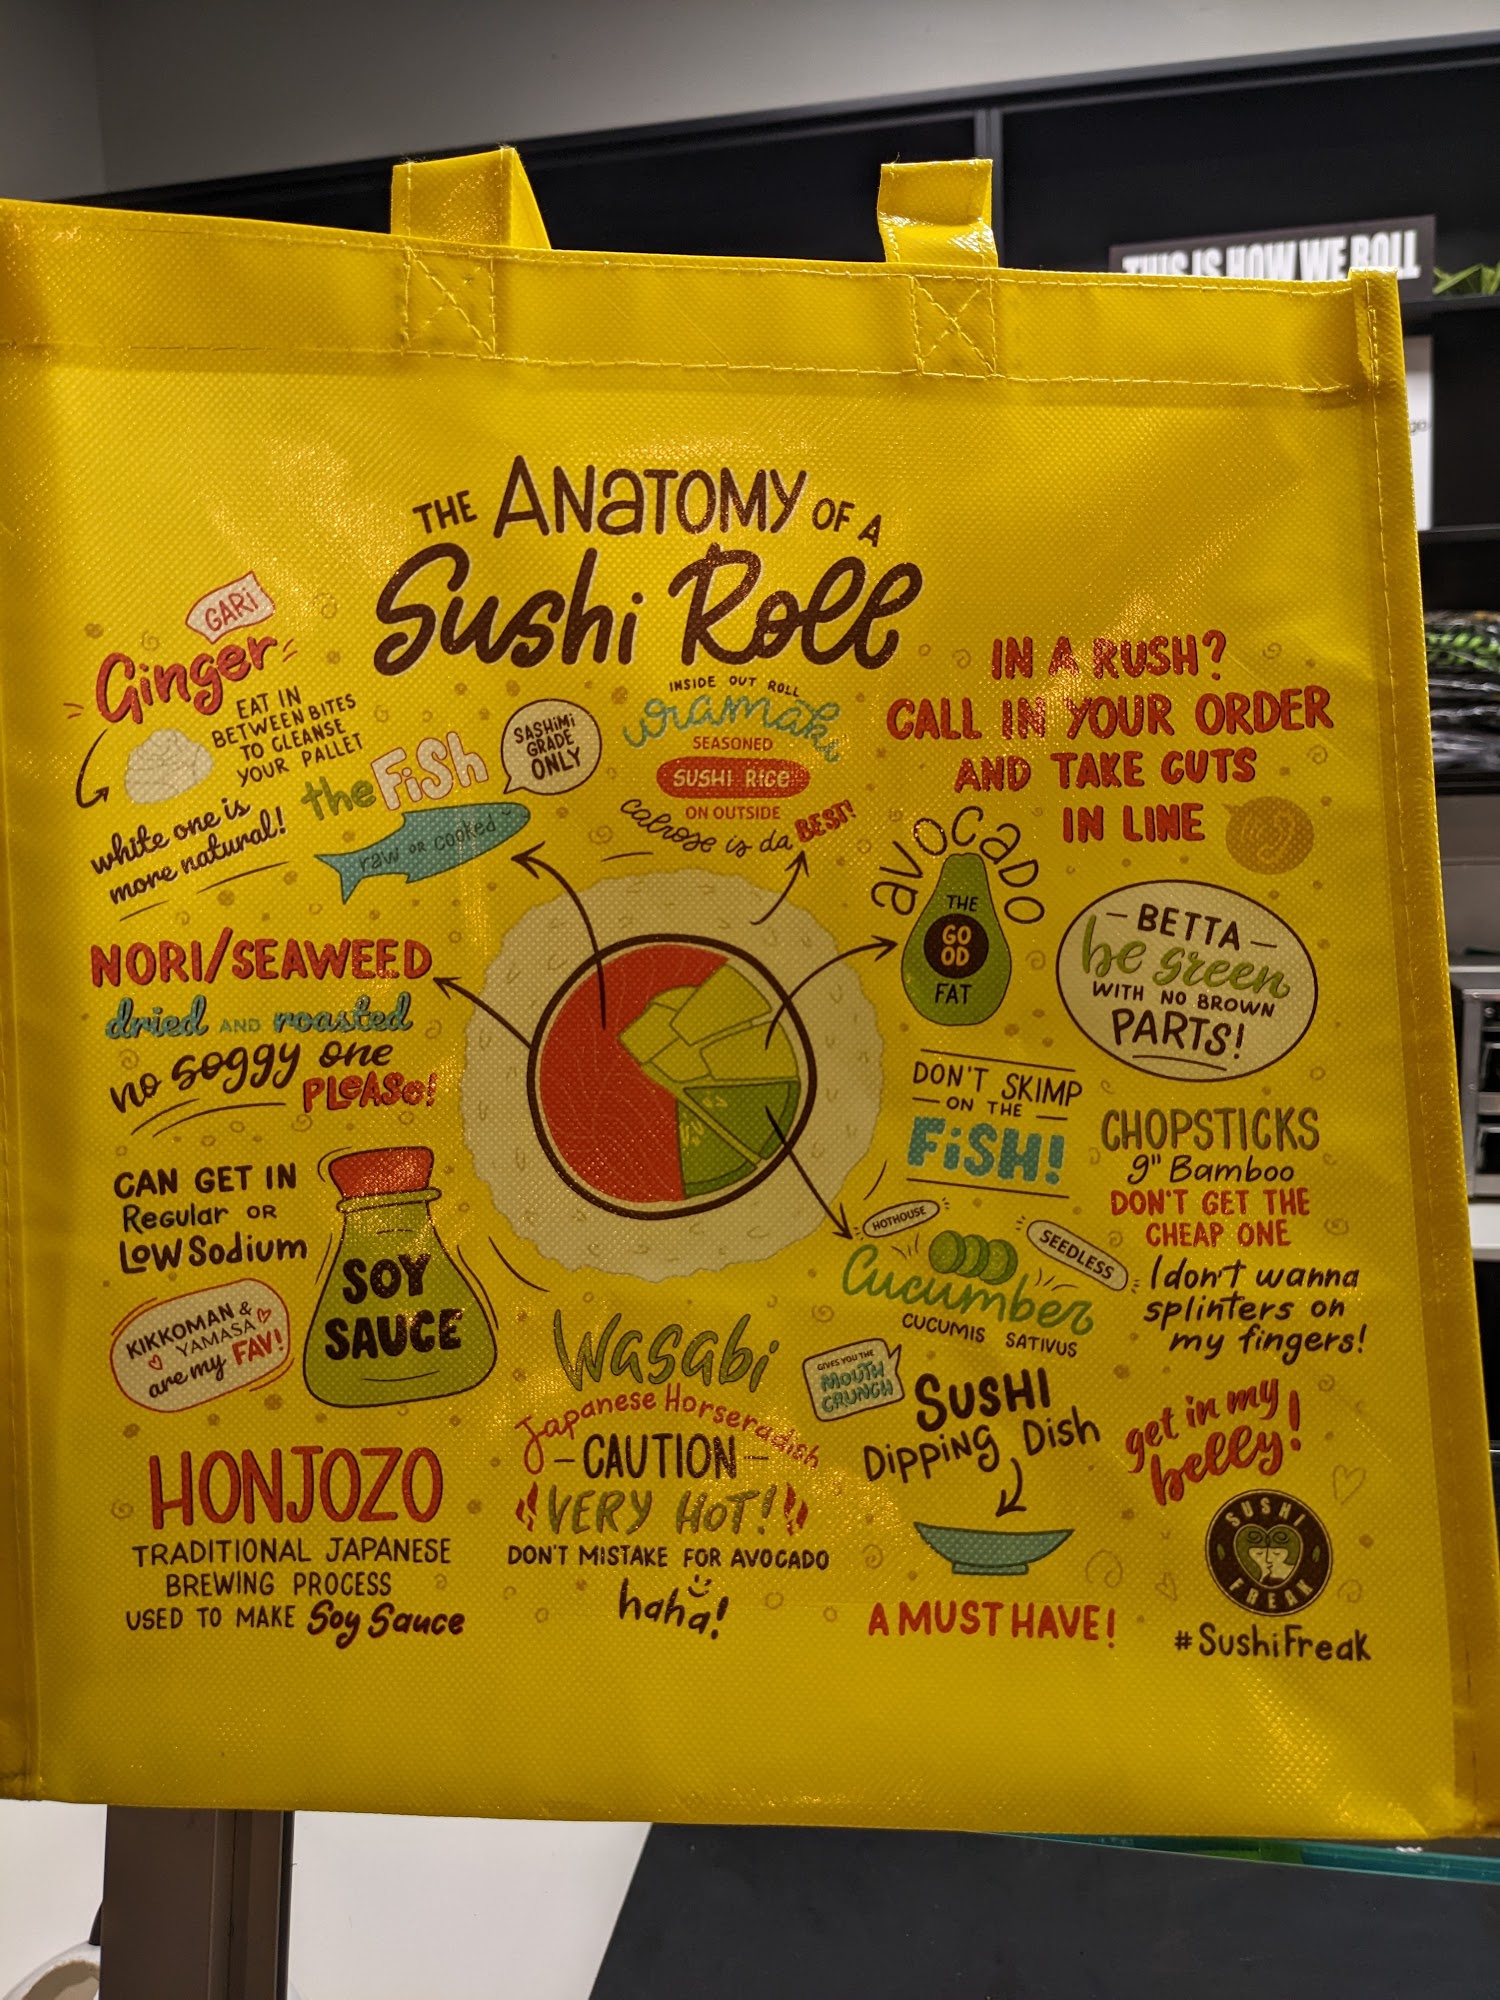 THIS IS HOW WE ROLL
THE ANATOMY OF A
Sushi Roll
GARI
Ginger
EAT IN
BETWEEN BITES
TO CLEANSE
YOUR PALLET
white one is
more natural!
the FiSh
SASHiMi
GRADE
ONLY
raw OR cooked
INSIDE OUT ROLL
uramaki
SEASONED
SUSHI Rice
ON OUTSIDE
calrose is da BEST!
IN A RUSH?
CALL IN YOUR ORDER
AND TAKE CUTS
IN LINE
avocado
THE
GO
OD
FAT
BETTA
be green
WITH NO BROWN
PARTS!
NORI/SEAWEED
dried AND roasted
no soggy one
PLEASe!
DON'T SKIMP
ON THE
FiSH!
CHOPSTICKS
9" Bamboo
DON'T GET THE
CHEAP ONE
I don't wanna
splinters on
my fingers!
CAN GET IN
Regular OR
Low Sodium
KIKKOMAN &
YAMASA
are my FAV!
SOY
SAUCE
HOTHOUSE
SEEDLESS
Cucumber
CUCUMIS SATIVUS
GIVES YOU THE
MOUTH
CRUNCH
Wasabi
Japanese Horseradish
CAUTION
VERY HOT!
DON'T MISTAKE FOR AVOCADO
haha!
SUSHI
Dipping Dish
A MUST HAVE!
get in my
belly!
HONJOZO
TRADITIONAL JAPANESE
BREWING PROCESS
USED TO MAKE Soy Sauce
SUSHI
FREAK
#SushiFreak